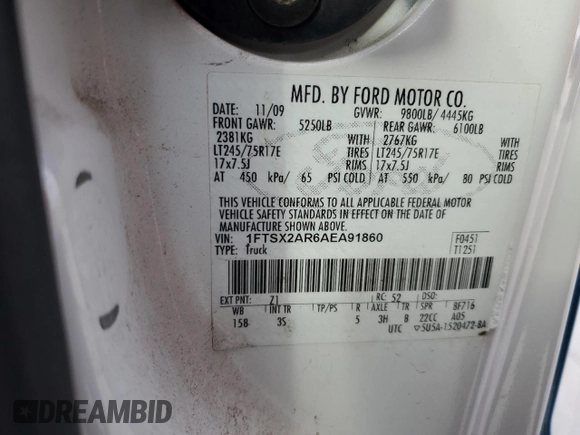 MFD. BY FORD MOTOR CO.
DATE: 11/09 GVWR: 9800LB/ 4445KG
FRONT GAWR: 5250LB REAR GAWR: 6100LB
2381KG WITH 2767KG WITH
LT245/75R17E TIRES LT245/75R17E TIRES
17x7.5J RIMS 17x7.5J RIMS
AT 450 kPa/ 65 PSI COLD AT 550 kPa/ 80 PSI COLD
THIS VEHICLE CONFORMS TO ALL APPLICABLE FEDERAL MOTOR
VEHICLE SAFETY STANDARDS IN EFFECT ON THE DATE OF
MANUFACTURE SHOWN ABOVE.
VIN: 1FTSX2AR6AEA91860 F0451
TYPE: Truck T1251
EXT PNT: Z1 RC: 52 DSO:
WB INT TR TP/PS R AXLE TR SPR BF716
158 3S 5 3H B 22CC A05
UTC ▽5U5A-1520472-BA
DREAMBID